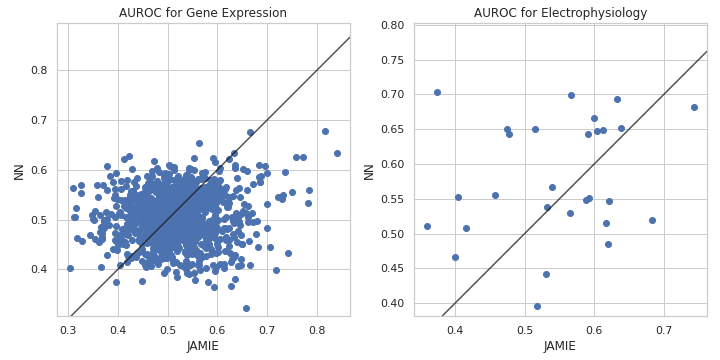 AUROC for Gene Expression
0.8
0.7
0.6
0.5
0.4
NN
0.3 0.4 0.5 0.6 0.7 0.8
JAMIE
AUROC for Electrophysiology
0.80
0.75
0.70
0.65
0.60
0.55
0.50
0.45
0.40
NN
0.4 0.5 0.6 0.7
JAMIE